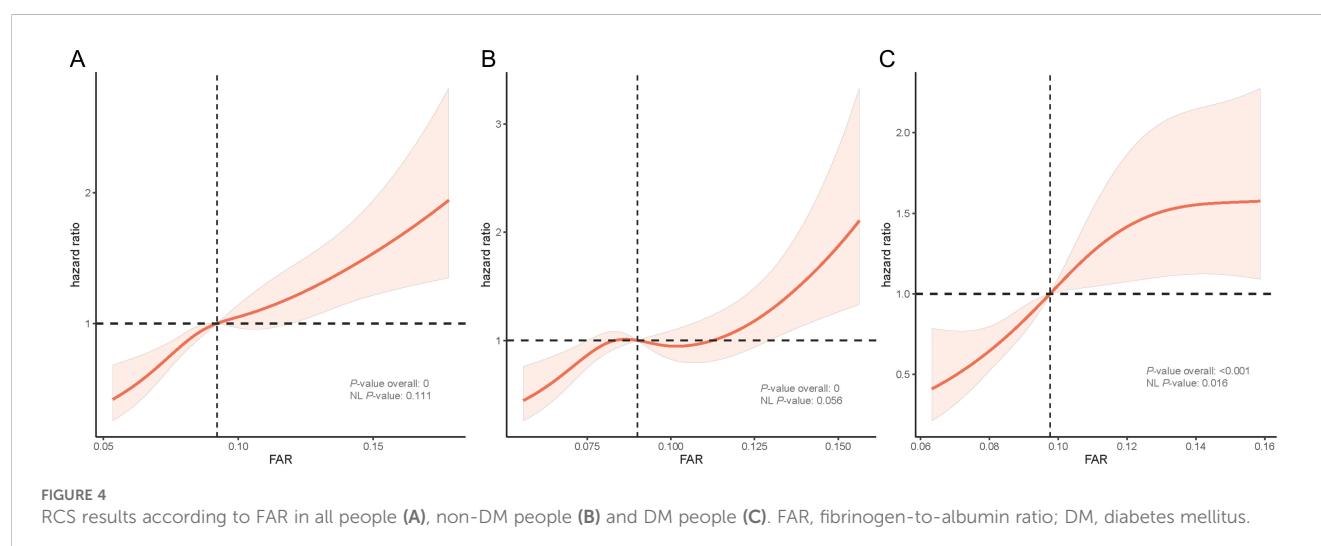 A
hazard ratio
2
1
0.05
0.10
0.15
FAR
P-value overall: 0
NL P-value: 0.111
B
hazard ratio
3
2
1
0.075
0.100
0.125
0.150
FAR
P-value overall: 0
NL P-value: 0.056
C
hazard ratio
2.0
1.5
1.0
0.5
0.06
0.08
0.10
0.12
0.14
0.16
FAR
P-value overall: <0.001
NL P-value: 0.016
FIGURE 4
RCS results according to FAR in all people (A), non-DM people (B) and DM people (C). FAR, fibrinogen-to-albumin ratio; DM, diabetes mellitus.